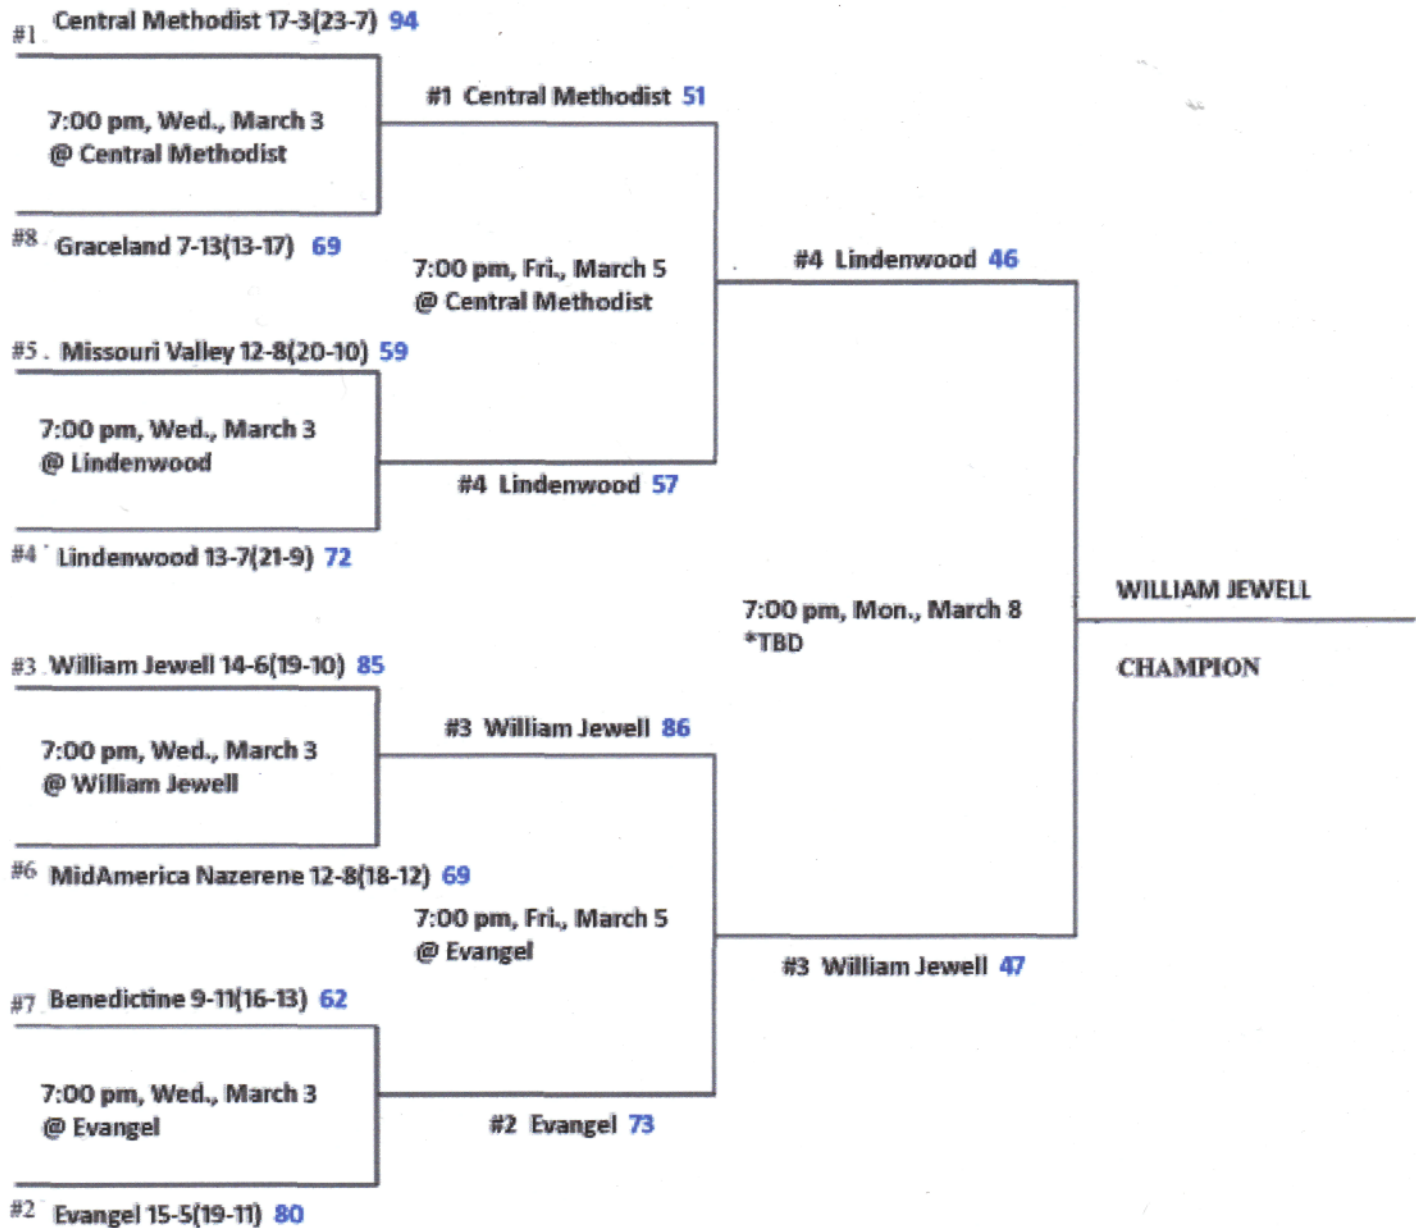 #1 Central Methodist 17-3(23-7) 94
7:00 pm, Wed., March 3
@ Central Methodist
#8 Graceland 7-13(13-17) 69
#5. Missouri Valley 12-8(20-10) 59
7:00 pm, Wed., March 3
@ Lindenwood
#4 Lindenwood 13-7(21-9) 72
#3 William Jewell 14-6(19-10) 85
7:00 pm, Wed., March 3
@ William Jewell
#6 MidAmerica Nazerene 12-8(18-12) 69
#7 Benedictine 9-11(16-13) 62
7:00 pm, Wed., March 3
@ Evangel
#2 Evangel 15-5(19-11) 80
#1 Central Methodist 51
7:00 pm, Fri., March 5
@ Central Methodist
#4 Lindenwood 57
#3 William Jewell 86
7:00 pm, Fri., March 5
@ Evangel
#2 Evangel 73
#4 Lindenwood 46
7:00 pm, Mon., March 8
*TBD
#3 William Jewell 47
WILLIAM JEWELL
CHAMPION